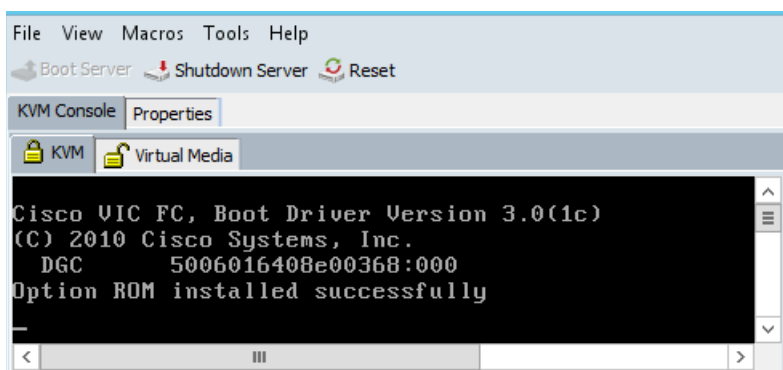 File View Macros Tools Help
Boot Server Shutdown Server Reset
KVM Console Properties
KVM Virtual Media
Cisco VIC FC, Boot Driver Version 3.0(1c)
(C) 2010 Cisco Systems, Inc.
DGC 5006016408e00368:000
Option ROM installed successfully